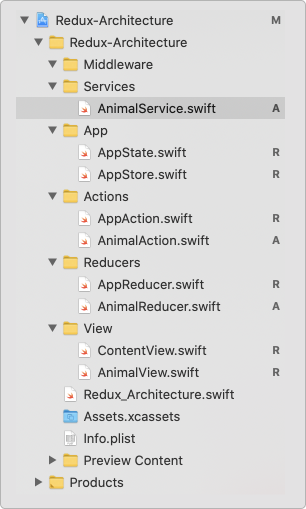 Redux-Architecture M
Redux-Architecture
Middleware
Services
AnimalService.swift A
App
AppState.swift R
AppStore.swift R
Actions
AppAction.swift R
AnimalAction.swift A
Reducers
AppReducer.swift R
AnimalReducer.swift A
View
ContentView.swift R
AnimalView.swift R
Redux_Architecture.swift
Assets.xcassets
Info.plist
Preview Content
Products